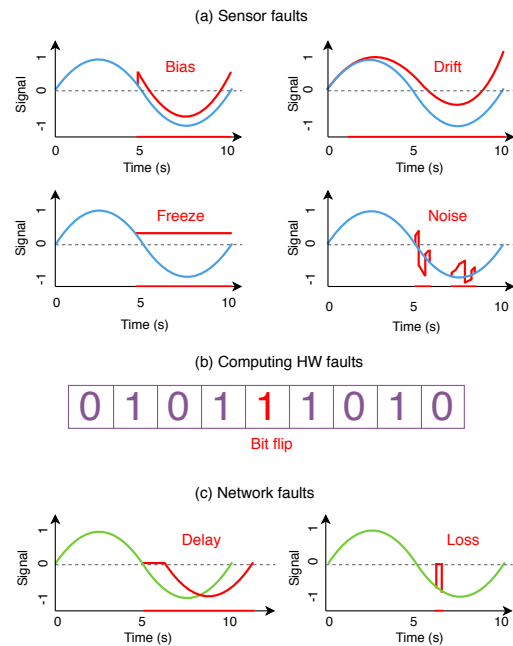 (a) Sensor faults
Signal
1
0
-1
Bias
0
5
10
Time (s)
Signal
1
0
-1
Drift
0
5
10
Time (s)
Signal
1
0
-1
Freeze
0
5
10
Time (s)
Signal
1
0
-1
Noise
0
5
10
Time (s)
(b) Computing HW faults
0 1 0 1 1 1 1 0 1 0 0
Bit flip
(c) Network faults
Signal
1
0
-1
Delay
0
5
10
Time (s)
Signal
1
0
-1
Loss
0
5
10
Time (s)